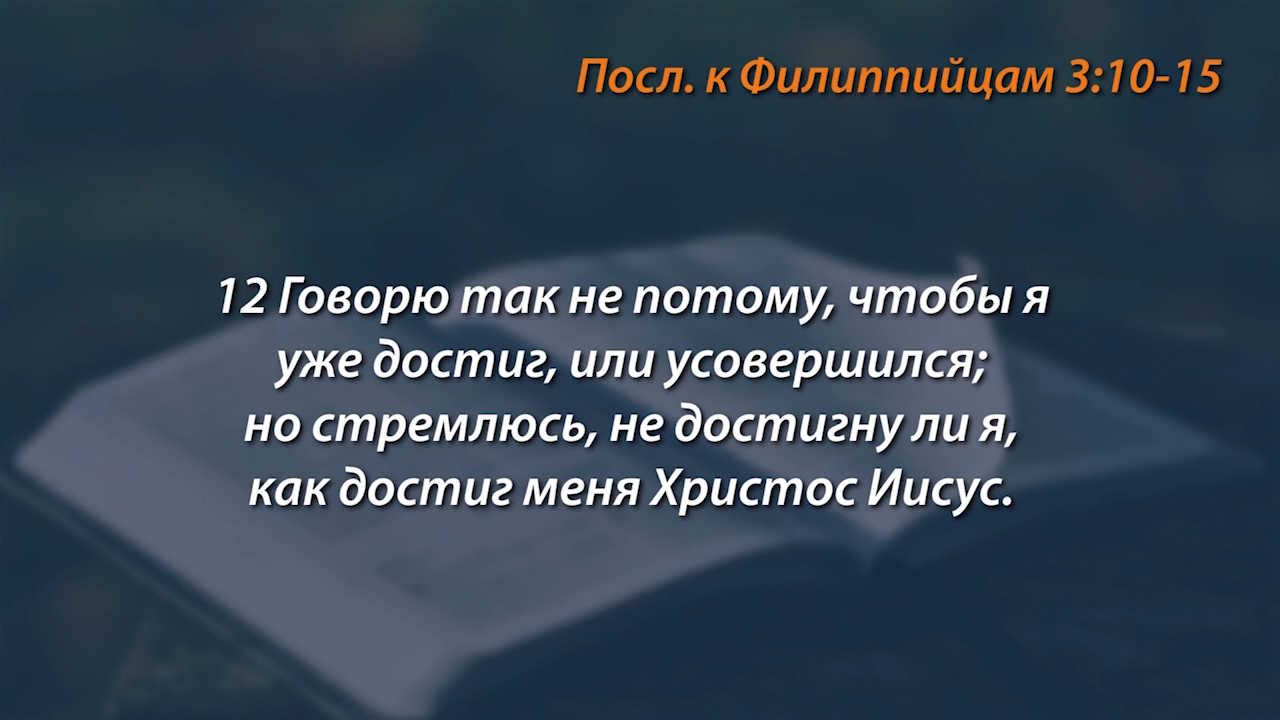 Посл. к Филиппийцам 3:10-15
12 Говорю так не потому, чтобы я
уже достиг, или усовершился;
но стремлюсь, не достигну ли я,
как достиг меня Христос Иисус.